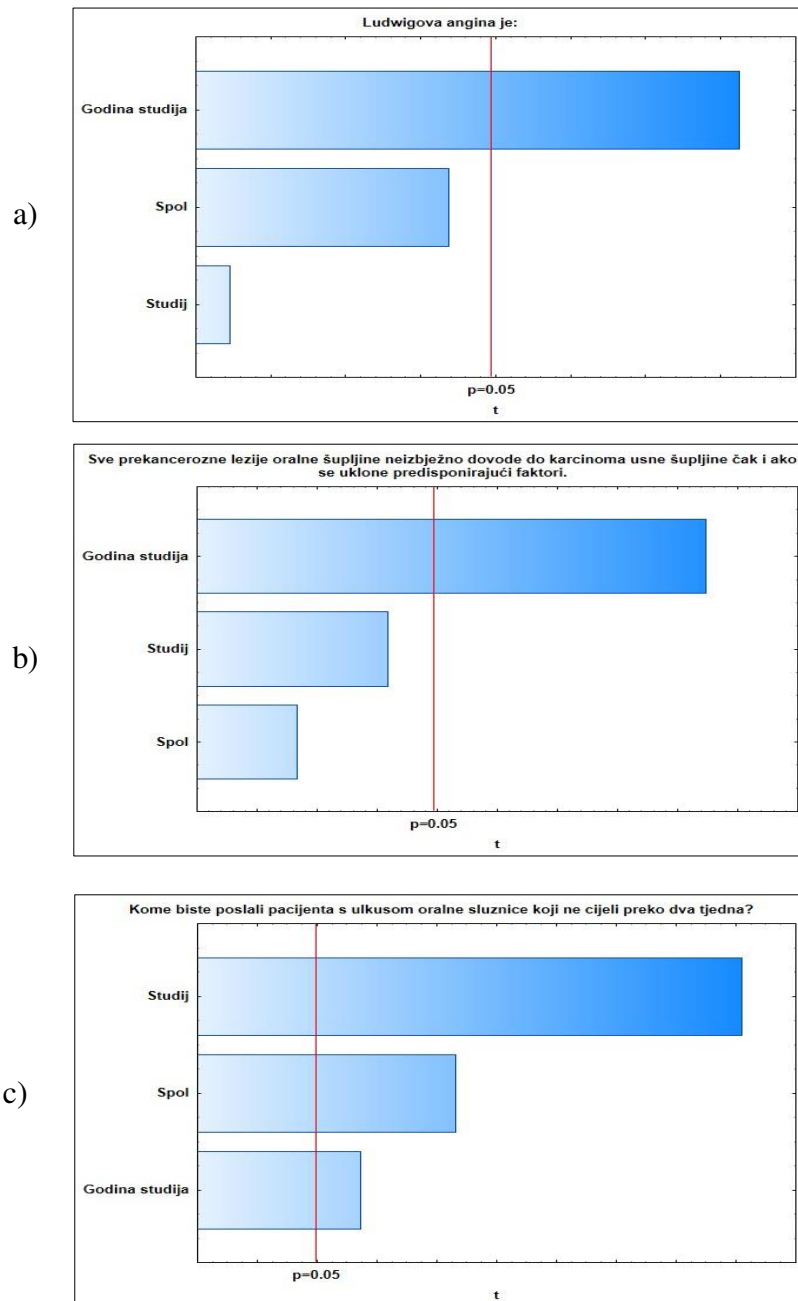 Ludwigova angina je:
Godina studija
a)
Spol
Studij
p=0.05
t
Sve prekancerozne lezije oralne šupljine neizbježno dovode do karcinoma usne šupljine čak i ako
se uklone predisponirajući faktori.
Godina studija
b)
Studij
Spol
p=0.05
t
Kome biste poslali pacijenta s ulkusom oralne sluznice koji ne cijeli preko dva tjedna?
Studij
c)
Spol
Godina studija
p=0.05
t